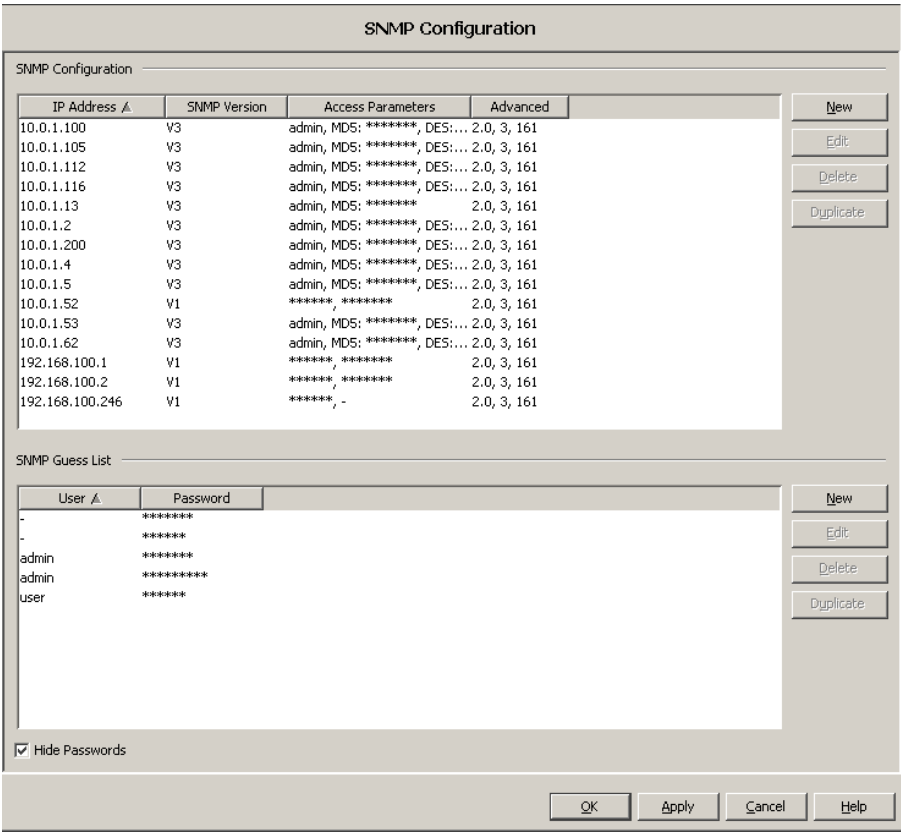 SNMP Configuration
SNMP Configuration
IP Address SNMP Version Access Parameters Advanced
10.0.1.100 V3 admin, MD5: *******, DES:... 2.0, 3, 161
10.0.1.105 V3 admin, MD5: *******, DES:... 2.0, 3, 161
10.0.1.112 V3 admin, MD5: *******, DES:... 2.0, 3, 161
10.0.1.116 V3 admin, MD5: *******, DES:... 2.0, 3, 161
10.0.1.13 V3 admin, MD5: ******* 2.0, 3, 161
10.0.1.2 V3 admin, MD5: *******, DES:... 2.0, 3, 161
10.0.1.200 V3 admin, MD5: *******, DES:... 2.0, 3, 161
10.0.1.4 V3 admin, MD5: *******, DES:... 2.0, 3, 161
10.0.1.5 V3 admin, MD5: *******, DES:... 2.0, 3, 161
10.0.1.52 V1 ******, ******* 2.0, 3, 161
10.0.1.53 V3 admin, MD5: *******, DES:... 2.0, 3, 161
10.0.1.62 V3 admin, MD5: *******, DES:... 2.0, 3, 161
192.168.100.1 V1 ******, ******* 2.0, 3, 161
192.168.100.2 V1 ******, ******* 2.0, 3, 161
192.168.100.246 V1 ******, - 2.0, 3, 161
New
Edit
Delete
Duplicate
SNMP Guess List
User Password
- *******
- ******
admin *******
admin *********
user ******
New
Edit
Delete
Duplicate
Hide Passwords
OK Apply Cancel Help